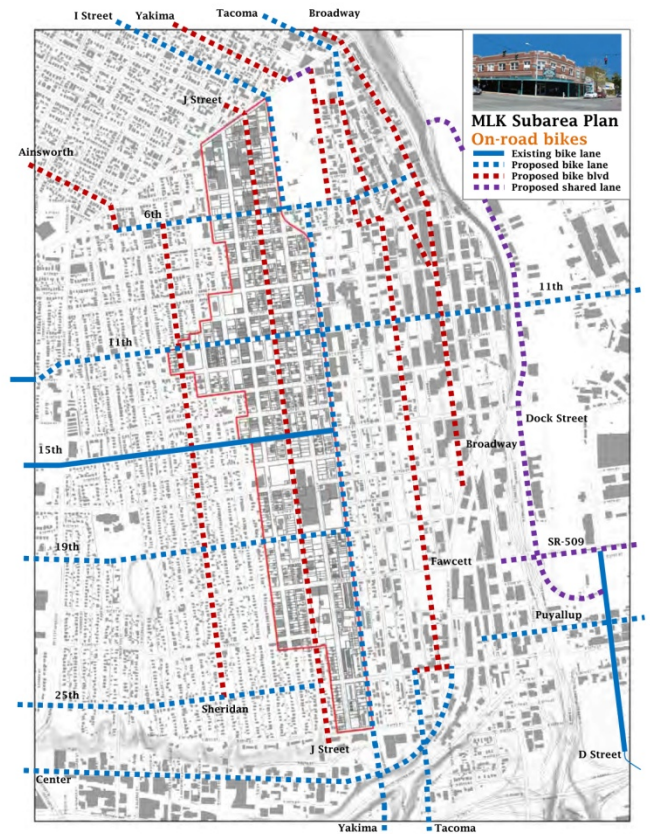 I Street
Yakima
Tacoma
Broadway
J Street
MLK Subarea Plan
On-road bikes
Existing bike lane
Proposed bike lane
Proposed bike blvd
Proposed shared lane
Ainsworth
6th
11th
11th
Dock Street
15th
Broadway
SR-509
19th
Fawcett
Puyallup
25th
Sheridan
J Street
D Street
Center
Yakima
Tacoma